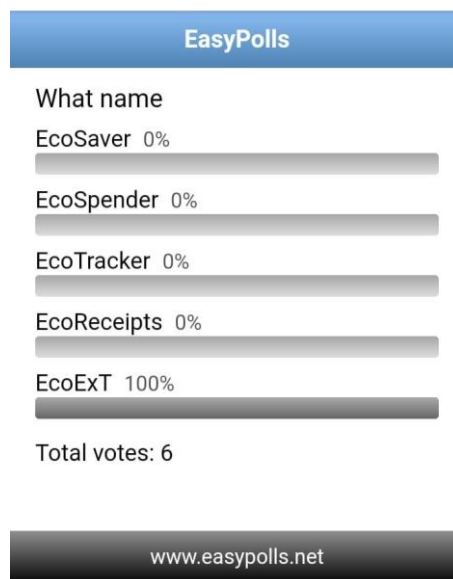 EasyPolls
What name
EcoSaver 0%
EcoSpender 0%
EcoTracker 0%
EcoReceipts 0%
EcoExT 100%
Total votes: 6
www.easypolls.net